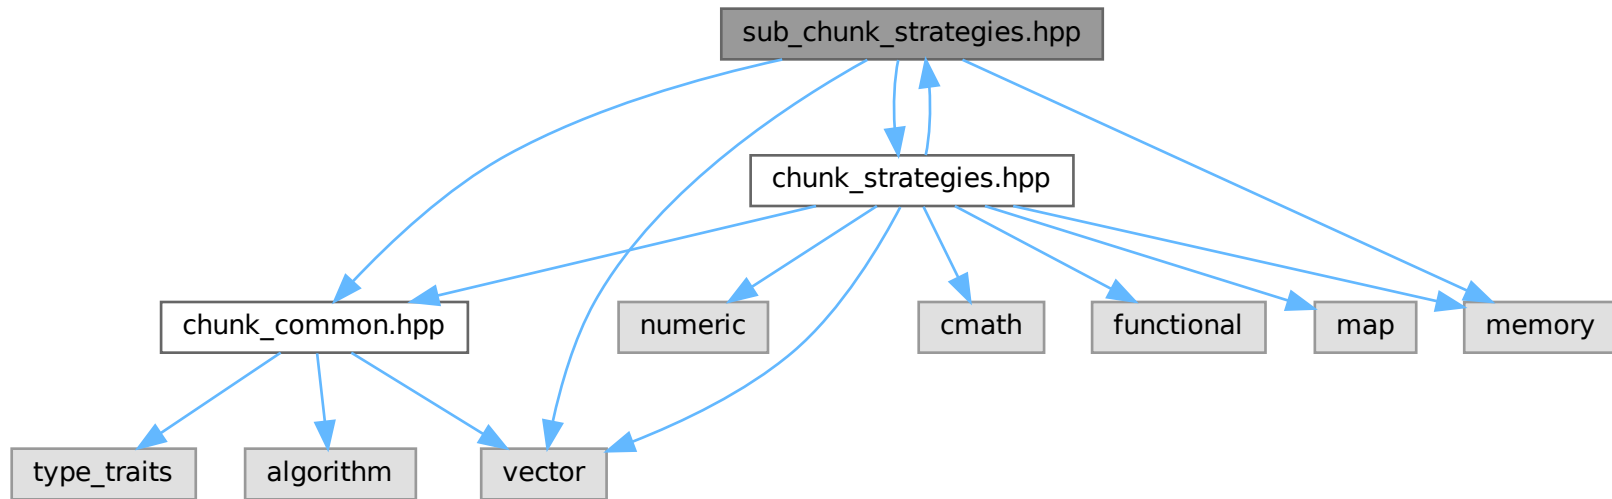 sub_chunk_strategies.hpp
chunk_strategies.hpp
chunk_common.hpp
numeric
cmath
functional
map
memory
type_traits
algorithm
vector